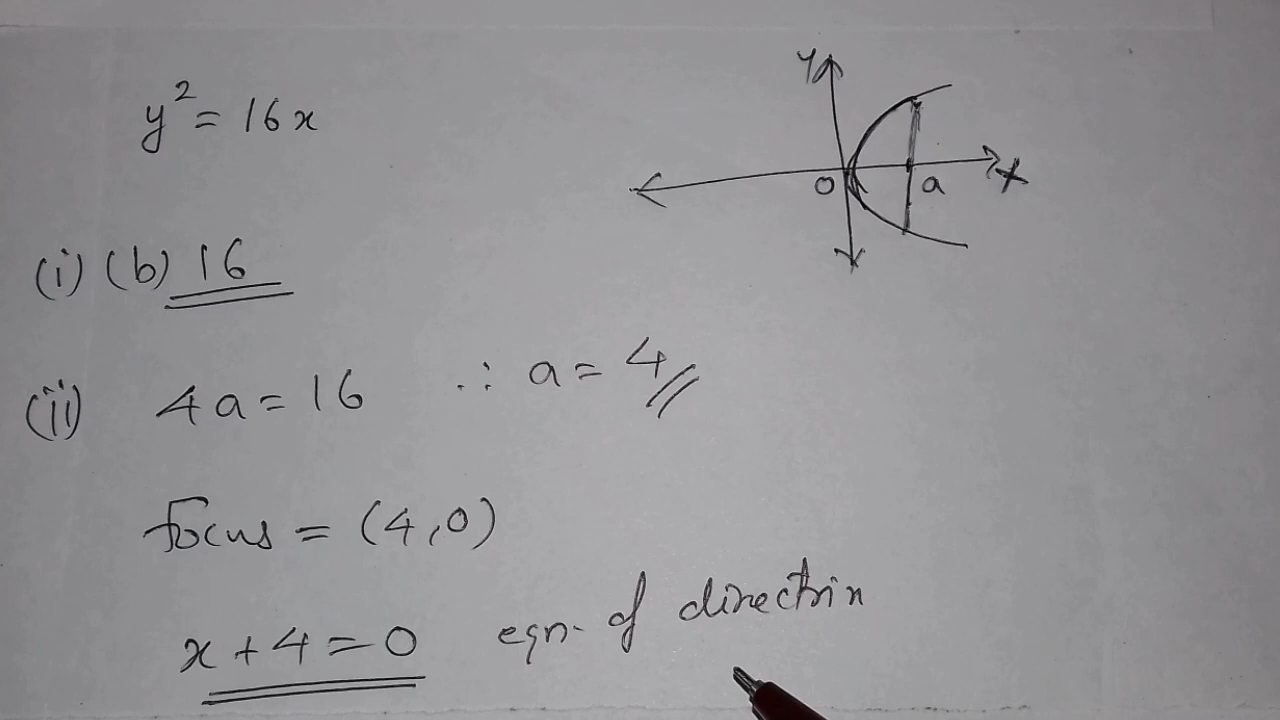 y² = 16x
Y
O a X
(i) (b) 16
(ii) 4a = 16 ∴ a = 4
focus = (4,0)
x + 4 = 0 eqn. of directrix